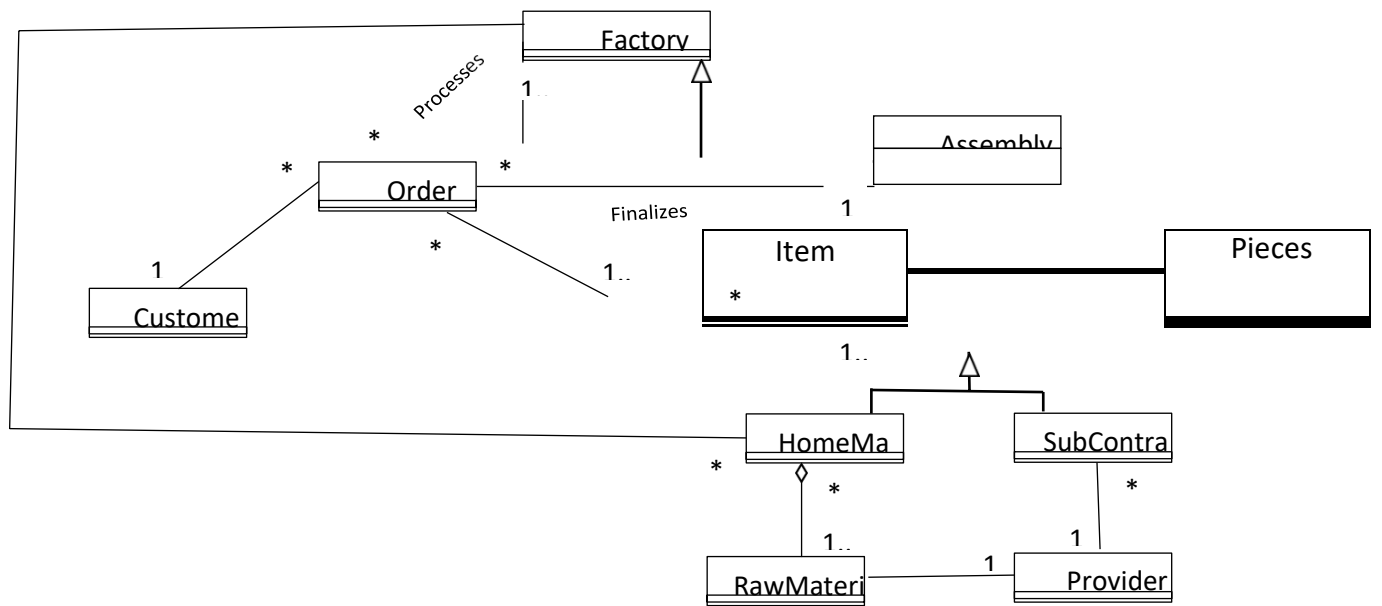 Factory
Processes
1..
*
Assembly
*
*
Order
1
Finalizes
*
Item
Pieces
1
1..
*
Custome
1..
HomeMa
SubContra
*
*
*
1..
1
1
RawMateri
Provider